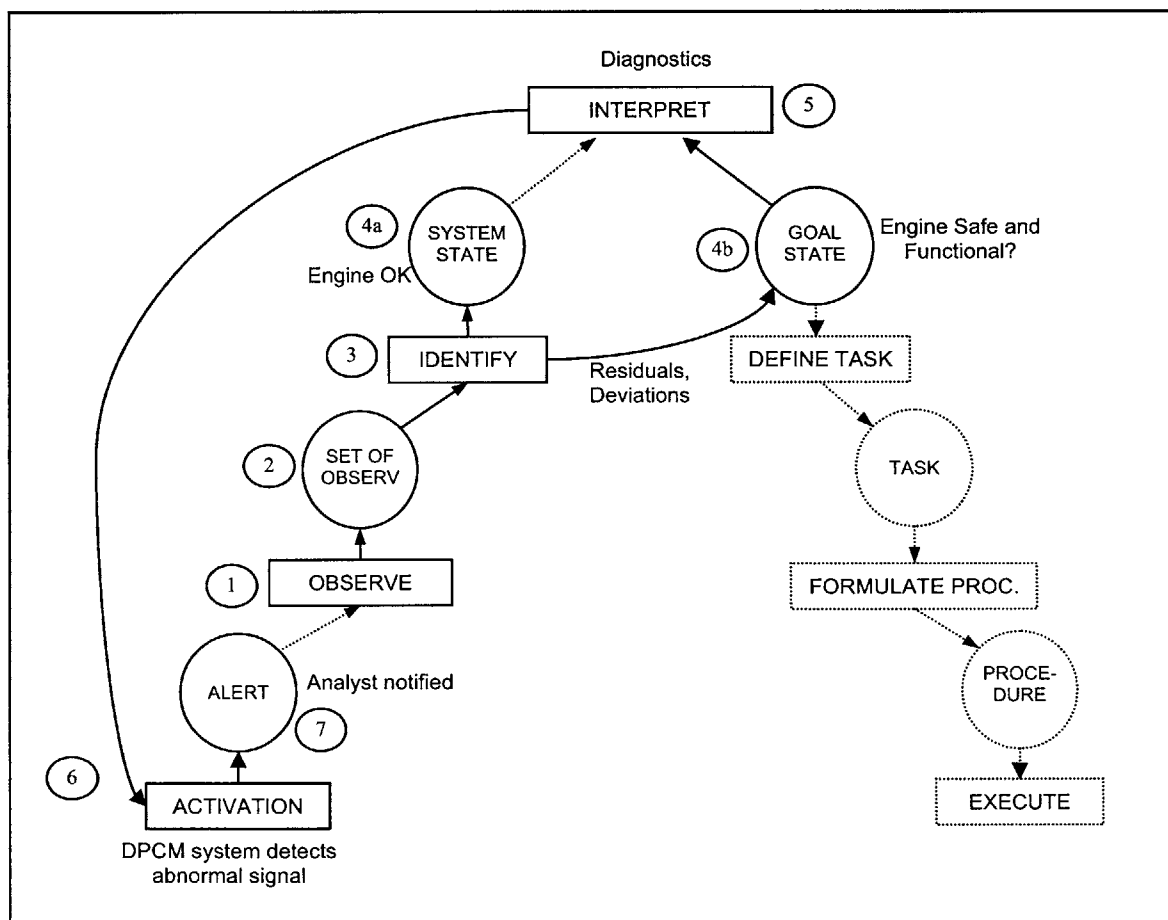 Diagnostics
INTERPRET
5
4a
SYSTEM
STATE
Engine OK
GOAL
STATE
4b
Engine Safe and
Functional?
3
IDENTIFY
Residuals,
Deviations
DEFINE TASK
2
SET OF
OBSERV
TASK
1
OBSERVE
FORMULATE PROC.
ALERT
Analyst notified
7
PROCE-
DURE
6
ACTIVATION
EXECUTE
DPCM system detects
abnormal signal